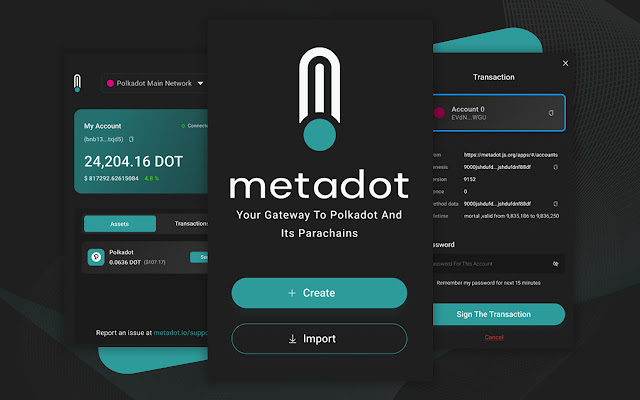 Polkadot Main Network
My Account
Connecte
(bnb13...txjd5)
24,204.16 DOT
$ 817292.62615084 4.8 %
Assets
Transactions
Polkadot
0.0636 DOT ($107.17)
Se
Report an issue at metadot.io/suppo
metadot
Your Gateway To Polkadot And
Its Parachains
+ Create
Import
Transaction
Account 0
EVdN...WGU
om https://metadot.js.org/apps/#/accounts
enesis 9000jshdufd...jshdufdnf88df
ersion 9152
once 0
ethod data 9000jshdufd...jshdufdnf88df
fetime mortal,valid from 9,835,186 to 9,836,250
ssword
assword For This Account
Remember my password for next 15 minutes
Sign The Transaction
Cancel